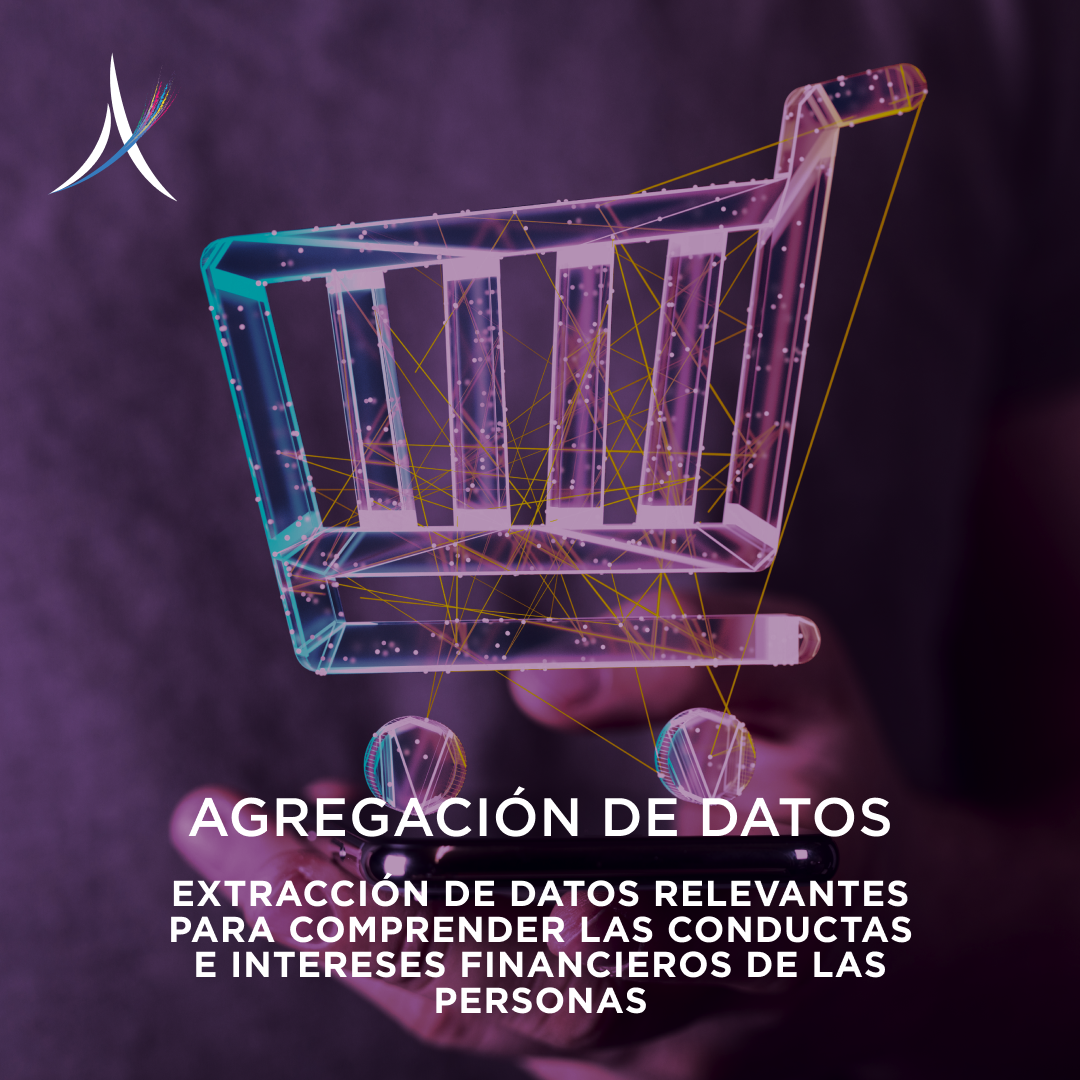 AGREGACIÓN DE DATOS
EXTRACCIÓN DE DATOS RELEVANTES
PARA COMPRENDER LAS CONDUCTAS
E INTERESES FINANCIEROS DE LAS
PERSONAS